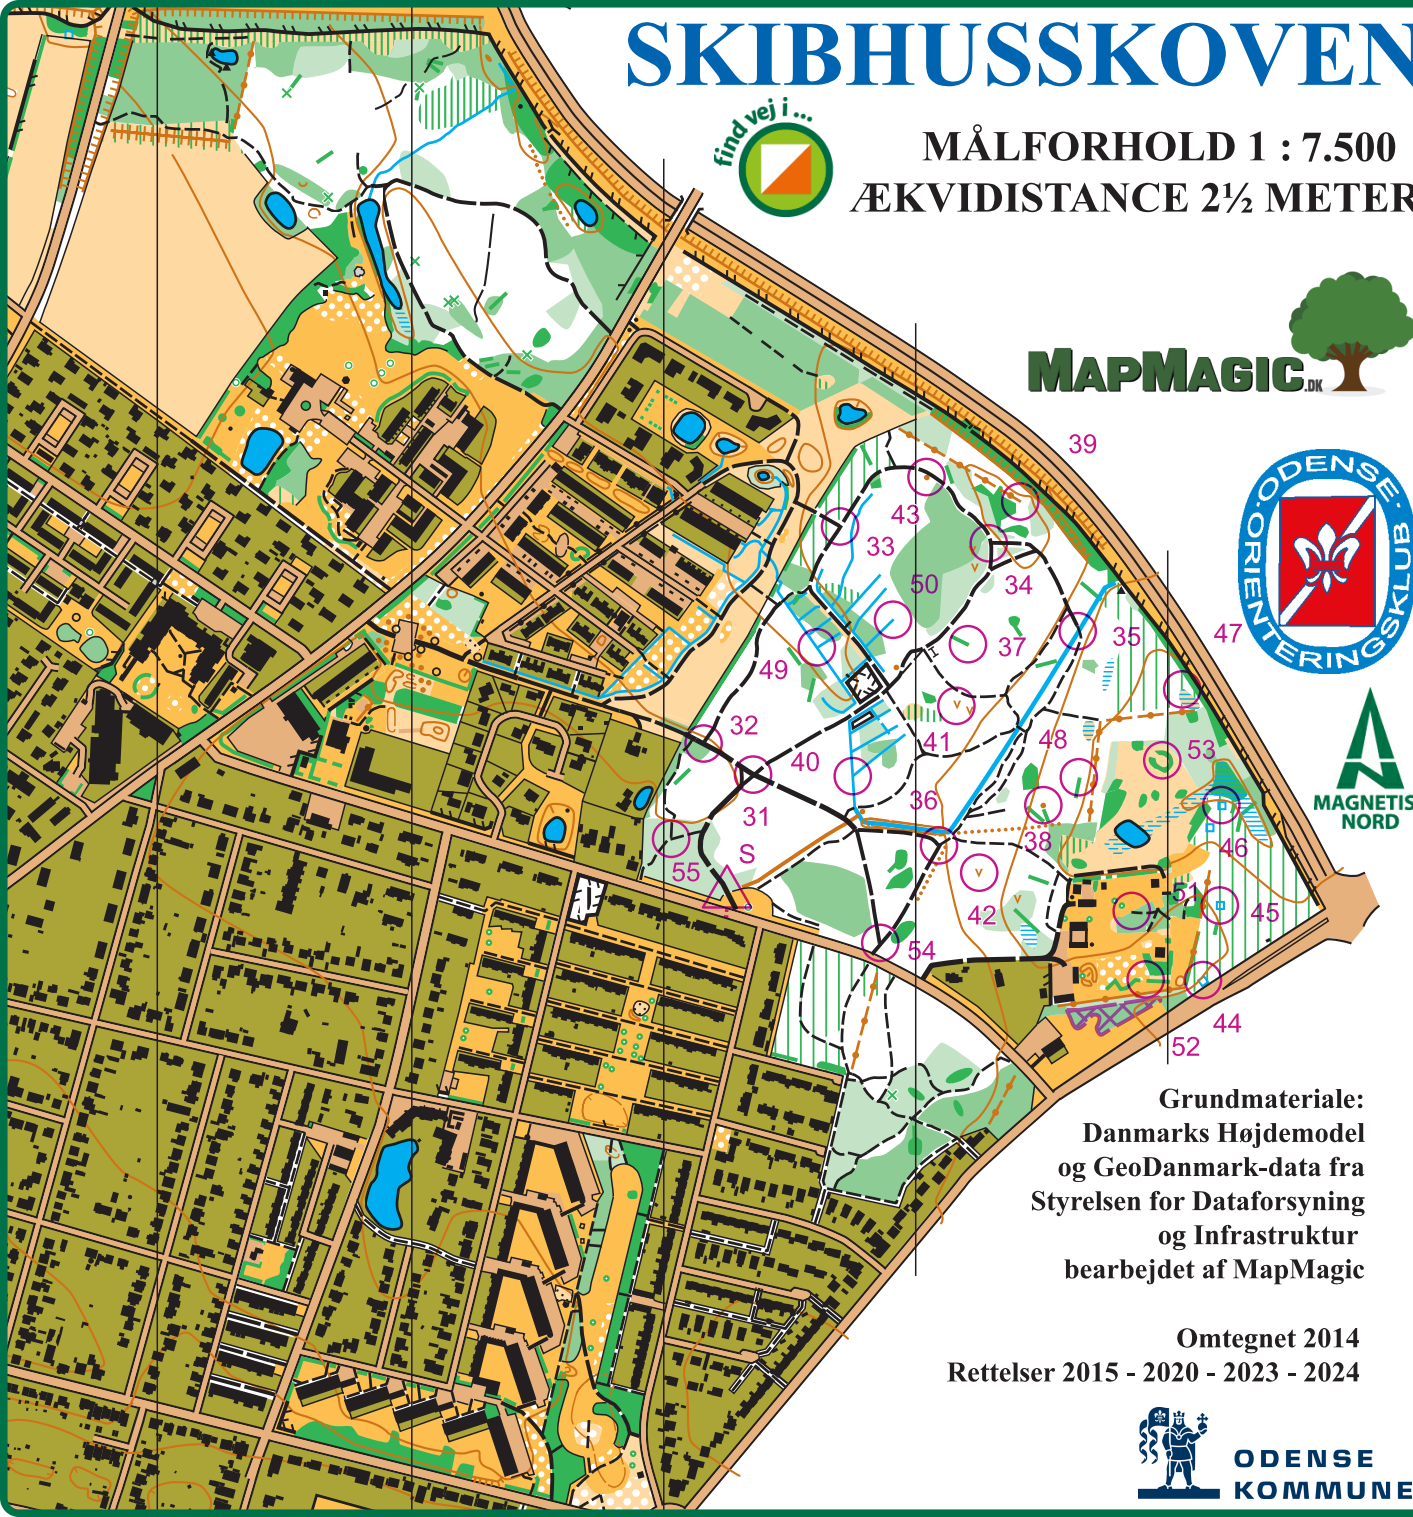 SKIBHUSSKOVEN
find vej i ...
MÅLFORHOLD 1 : 7.500
ÆKVIDISTANCE 2½ METER
MAPMAGIC.DK
ODENSE
ORIENTERINGSKLUB
MAGNETIS
NORD
39
43
33
50
34
37
35
47
49
32
40
41
48
53
31
36
38
46
S
55
51
45
42
54
44
52
Grundmateriale:
Danmarks Højdemodel
og GeoDanmark-data fra
Styrelsen for Dataforsyning
og Infrastruktur
bearbejdet af MapMagic
Omtegnet 2014
Rettelser 2015 - 2020 - 2023 - 2024
ODENSE
KOMMUNE